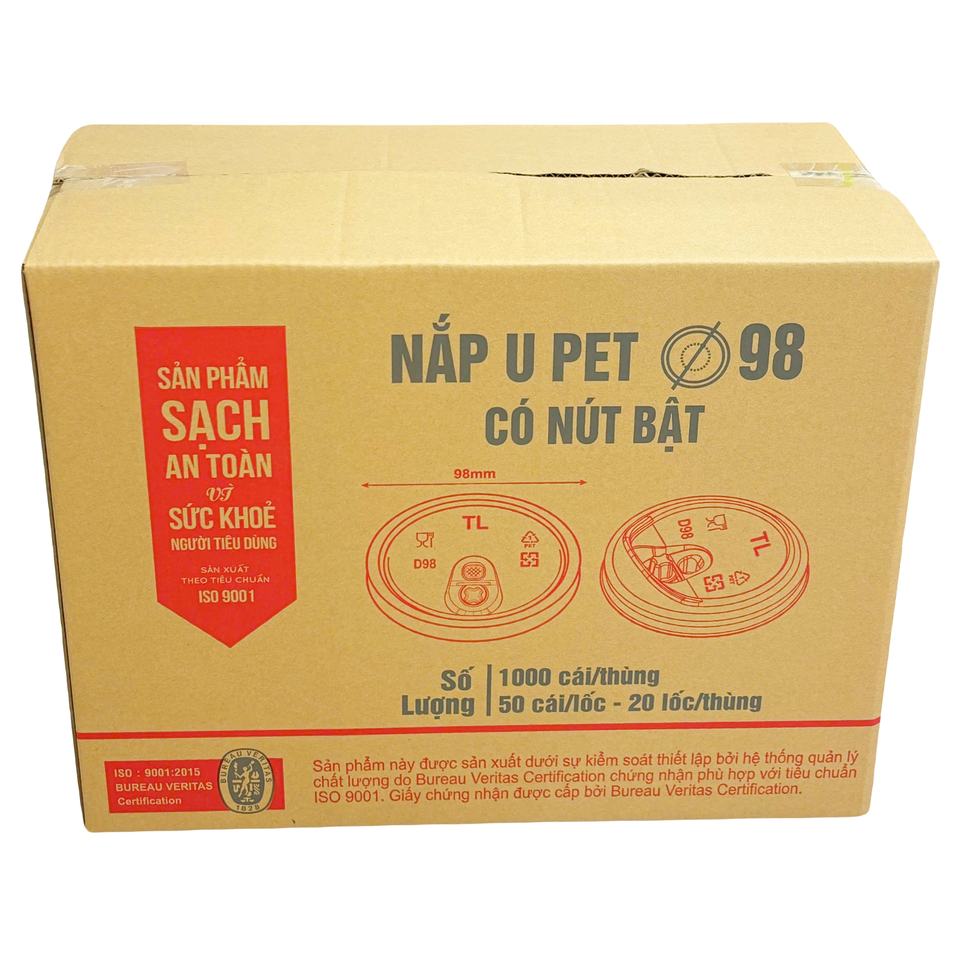 NẮP U PET Ø 98
CÓ NÚT BẬT
SẢN PHẨM
SẠCH
AN TOÀN
VÌ
SỨC KHOẺ
NGƯỜI TIÊU DÙNG
SẢN XUẤT
THEO TIÊU CHUẨN
ISO 9001
98mm
TL
D98
1
PET
D98
TL
Số
Lượng
1000 cái/thùng
50 cái/lốc - 20 lốc/thùng
ISO : 9001:2015
BUREAU VERITAS
Certification
BUREAU VERITAS
1828
Sản phẩm này được sản xuất dưới sự kiểm soát thiết lập bởi hệ thống quản lý
chất lượng do Bureau Veritas Certification chứng nhận phù hợp với tiêu chuẩn
ISO 9001. Giấy chứng nhận được cấp bởi Bureau Veritas Certification.